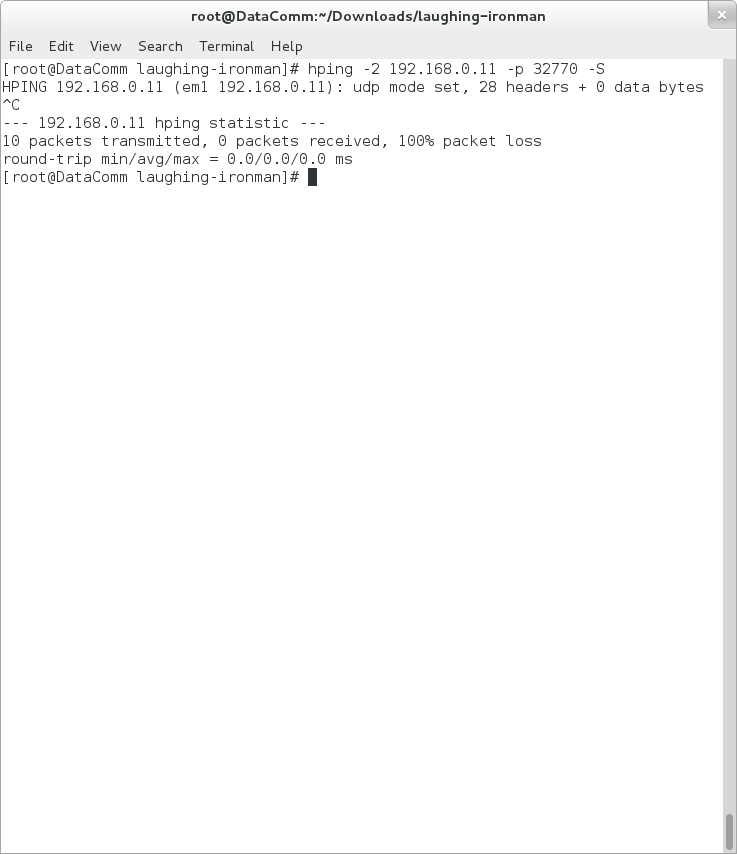 root@DataComm:~/Downloads/laughing-ironman
File Edit View Search Terminal Help
[root@DataComm laughing-ironman]# hping -2 192.168.0.11 -p 32770 -S
HPING 192.168.0.11 (em1 192.168.0.11): udp mode set, 28 headers + 0 data bytes
^C
--- 192.168.0.11 hping statistic ---
10 packets transmitted, 0 packets received, 100% packet loss
round-trip min/avg/max = 0.0/0.0/0.0 ms
[root@DataComm laughing-ironman]#